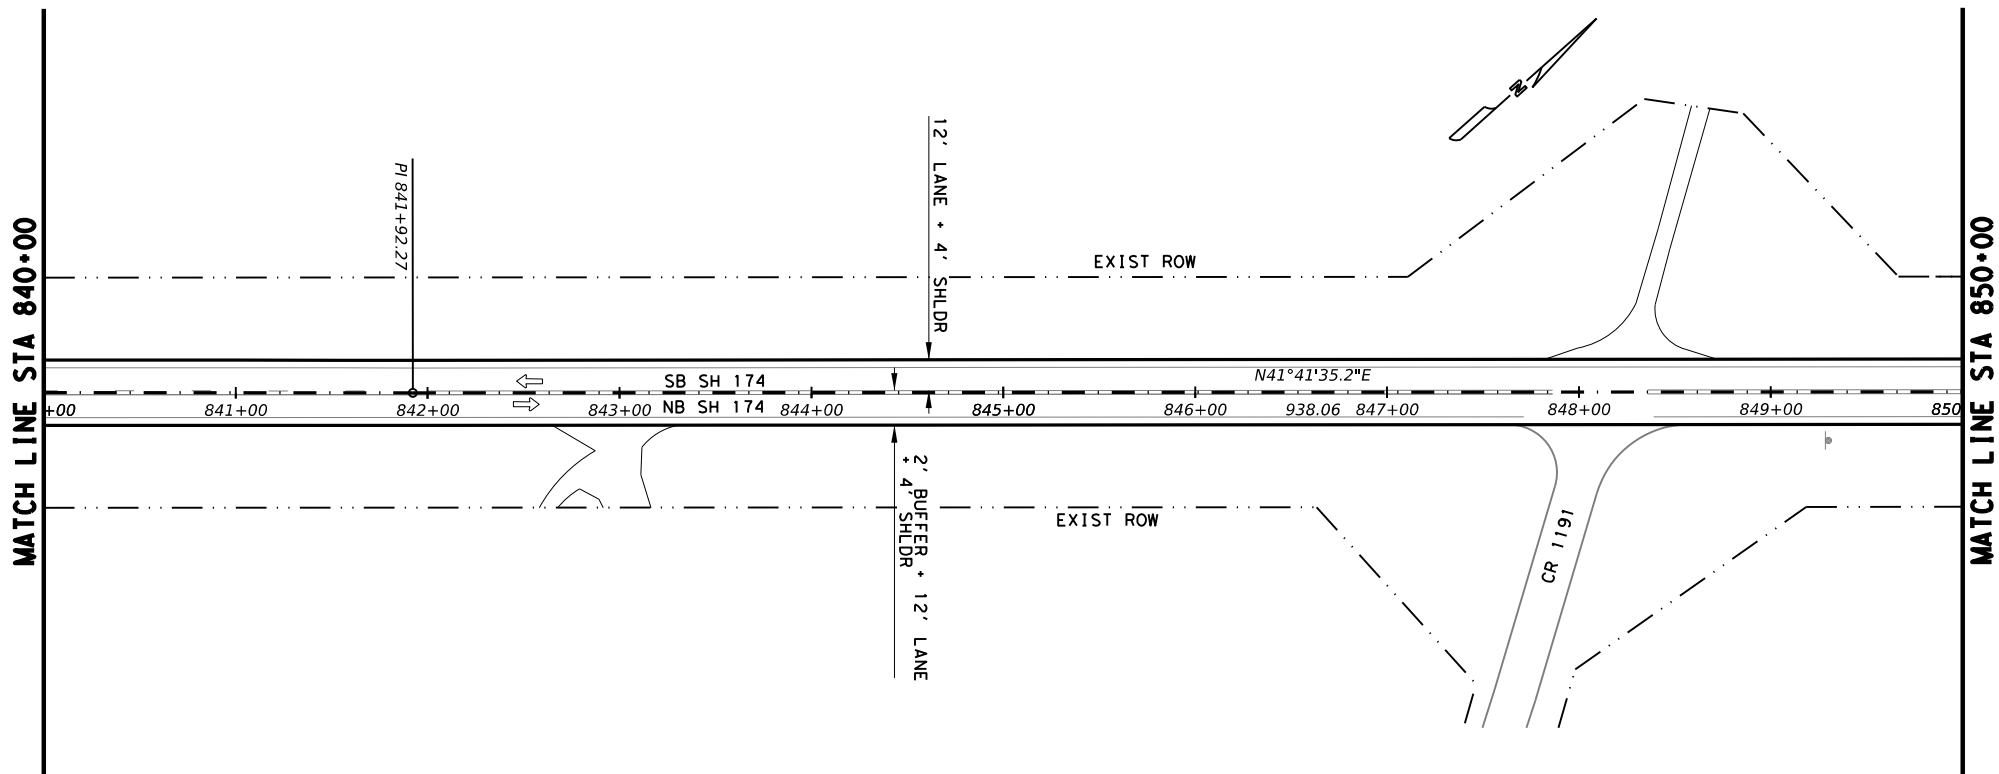 MATCH LINE STA 840+00
PI 841+92.27
12' LANE + 4' SHLDR
N
EXIST ROW
SB SH 174
N41°41'35.2"E
+00
841+00
842+00
843+00
NB SH 174
844+00
845+00
846+00
938.06
847+00
848+00
849+00
850
2' BUFFER + 12' LANE
+ 4' SHLDR
EXIST ROW
CR 1191
MATCH LINE STA 850+00